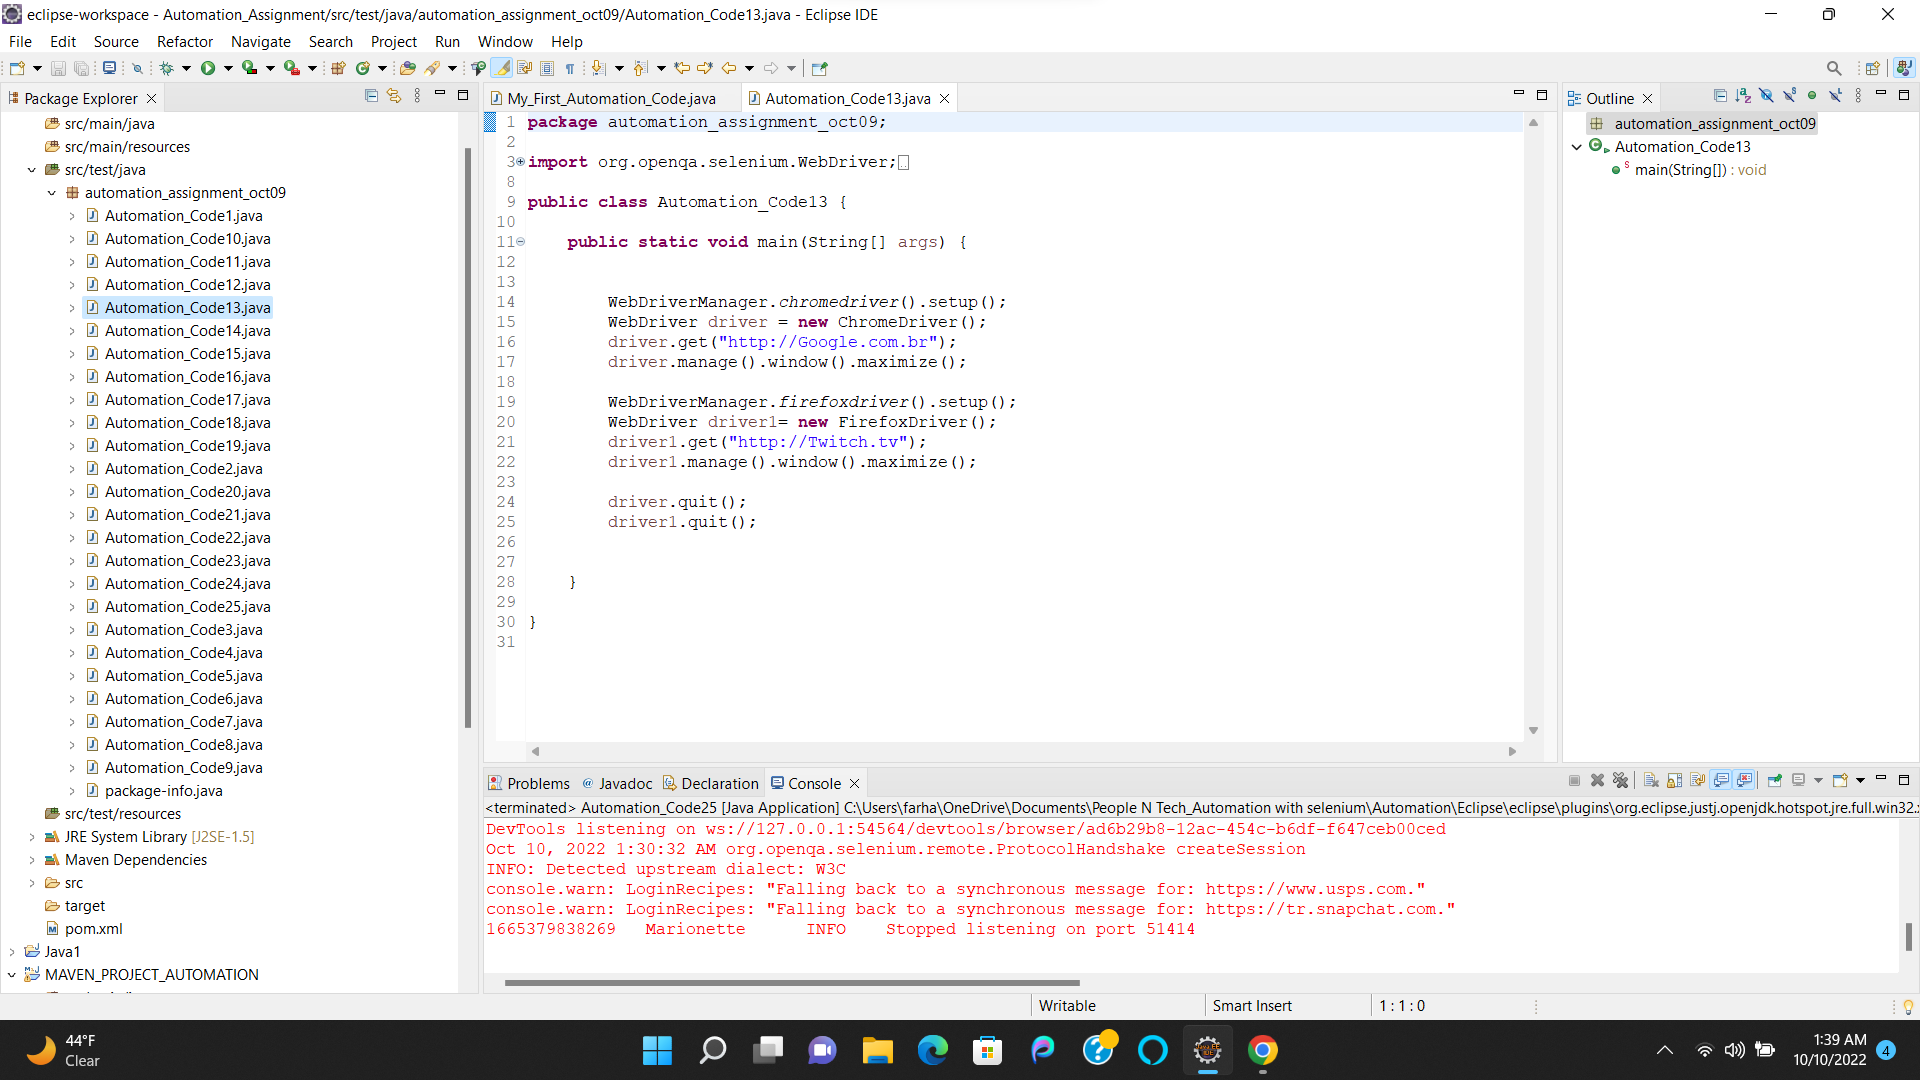 eclipse-workspace - Automation_Assignment/src/test/java/automation_assignment_oct09/Automation_Code13.java - Eclipse IDE
File Edit Source Refactor Navigate Search Project Run Window Help
Package Explorer
src/main/java
src/main/resources
src/test/java
automation_assignment_oct09
Automation_Code1.java
Automation_Code10.java
Automation_Code11.java
Automation_Code12.java
Automation_Code13.java
Automation_Code14.java
Automation_Code15.java
Automation_Code16.java
Automation_Code17.java
Automation_Code18.java
Automation_Code19.java
Automation_Code2.java
Automation_Code20.java
Automation_Code21.java
Automation_Code22.java
Automation_Code23.java
Automation_Code24.java
Automation_Code25.java
Automation_Code3.java
Automation_Code4.java
Automation_Code5.java
Automation_Code6.java
Automation_Code7.java
Automation_Code8.java
Automation_Code9.java
package-info.java
src/test/resources
JRE System Library [J2SE-1.5]
Maven Dependencies
src
target
pom.xml
Java1
MAVEN_PROJECT_AUTOMATION
My_First_Automation_Code.java Automation_Code13.java
1 package automation_assignment_oct09;
2
3 import org.openqa.selenium.WebDriver;
8
9 public class Automation_Code13 {
10
11 public static void main(String[] args) {
12
13
14 WebDriverManager.chromedriver().setup();
15 WebDriver driver = new ChromeDriver();
16 driver.get("http://Google.com.br");
17 driver.manage().window().maximize();
18
19 WebDriverManager.firefoxdriver().setup();
20 WebDriver driver1= new FirefoxDriver();
21 driver1.get("http://Twitch.tv");
22 driver1.manage().window().maximize();
23
24 driver.quit();
25 driver1.quit();
26
27
28 }
29
30 }
31
Outline
automation_assignment_oct09
Automation_Code13
main(String[]) : void
Problems @ Javadoc Declaration Console
<terminated> Automation_Code25 [Java Application] C:\Users\farha\OneDrive\Documents\People N Tech_Automation with selenium\Automation\Eclipse\eclipse\plugins\org.eclipse.justj.openjdk.hotspot.jre.full.win32.
DevTools listening on ws://127.0.0.1:54564/devtools/browser/ad6b29b8-12ac-454c-b6df-f647ceb00ced
Oct 10, 2022 1:30:32 AM org.openqa.selenium.remote.ProtocolHandshake createSession
INFO: Detected upstream dialect: W3C
console.warn: LoginRecipes: "Falling back to a synchronous message for: https://www.usps.com."
console.warn: LoginRecipes: "Falling back to a synchronous message for: https://tr.snapchat.com."
1665379838269 Marionette INFO Stopped listening on port 51414
Writable Smart Insert 1 : 1 : 0
44°F
Clear
1:39 AM
10/10/2022
4